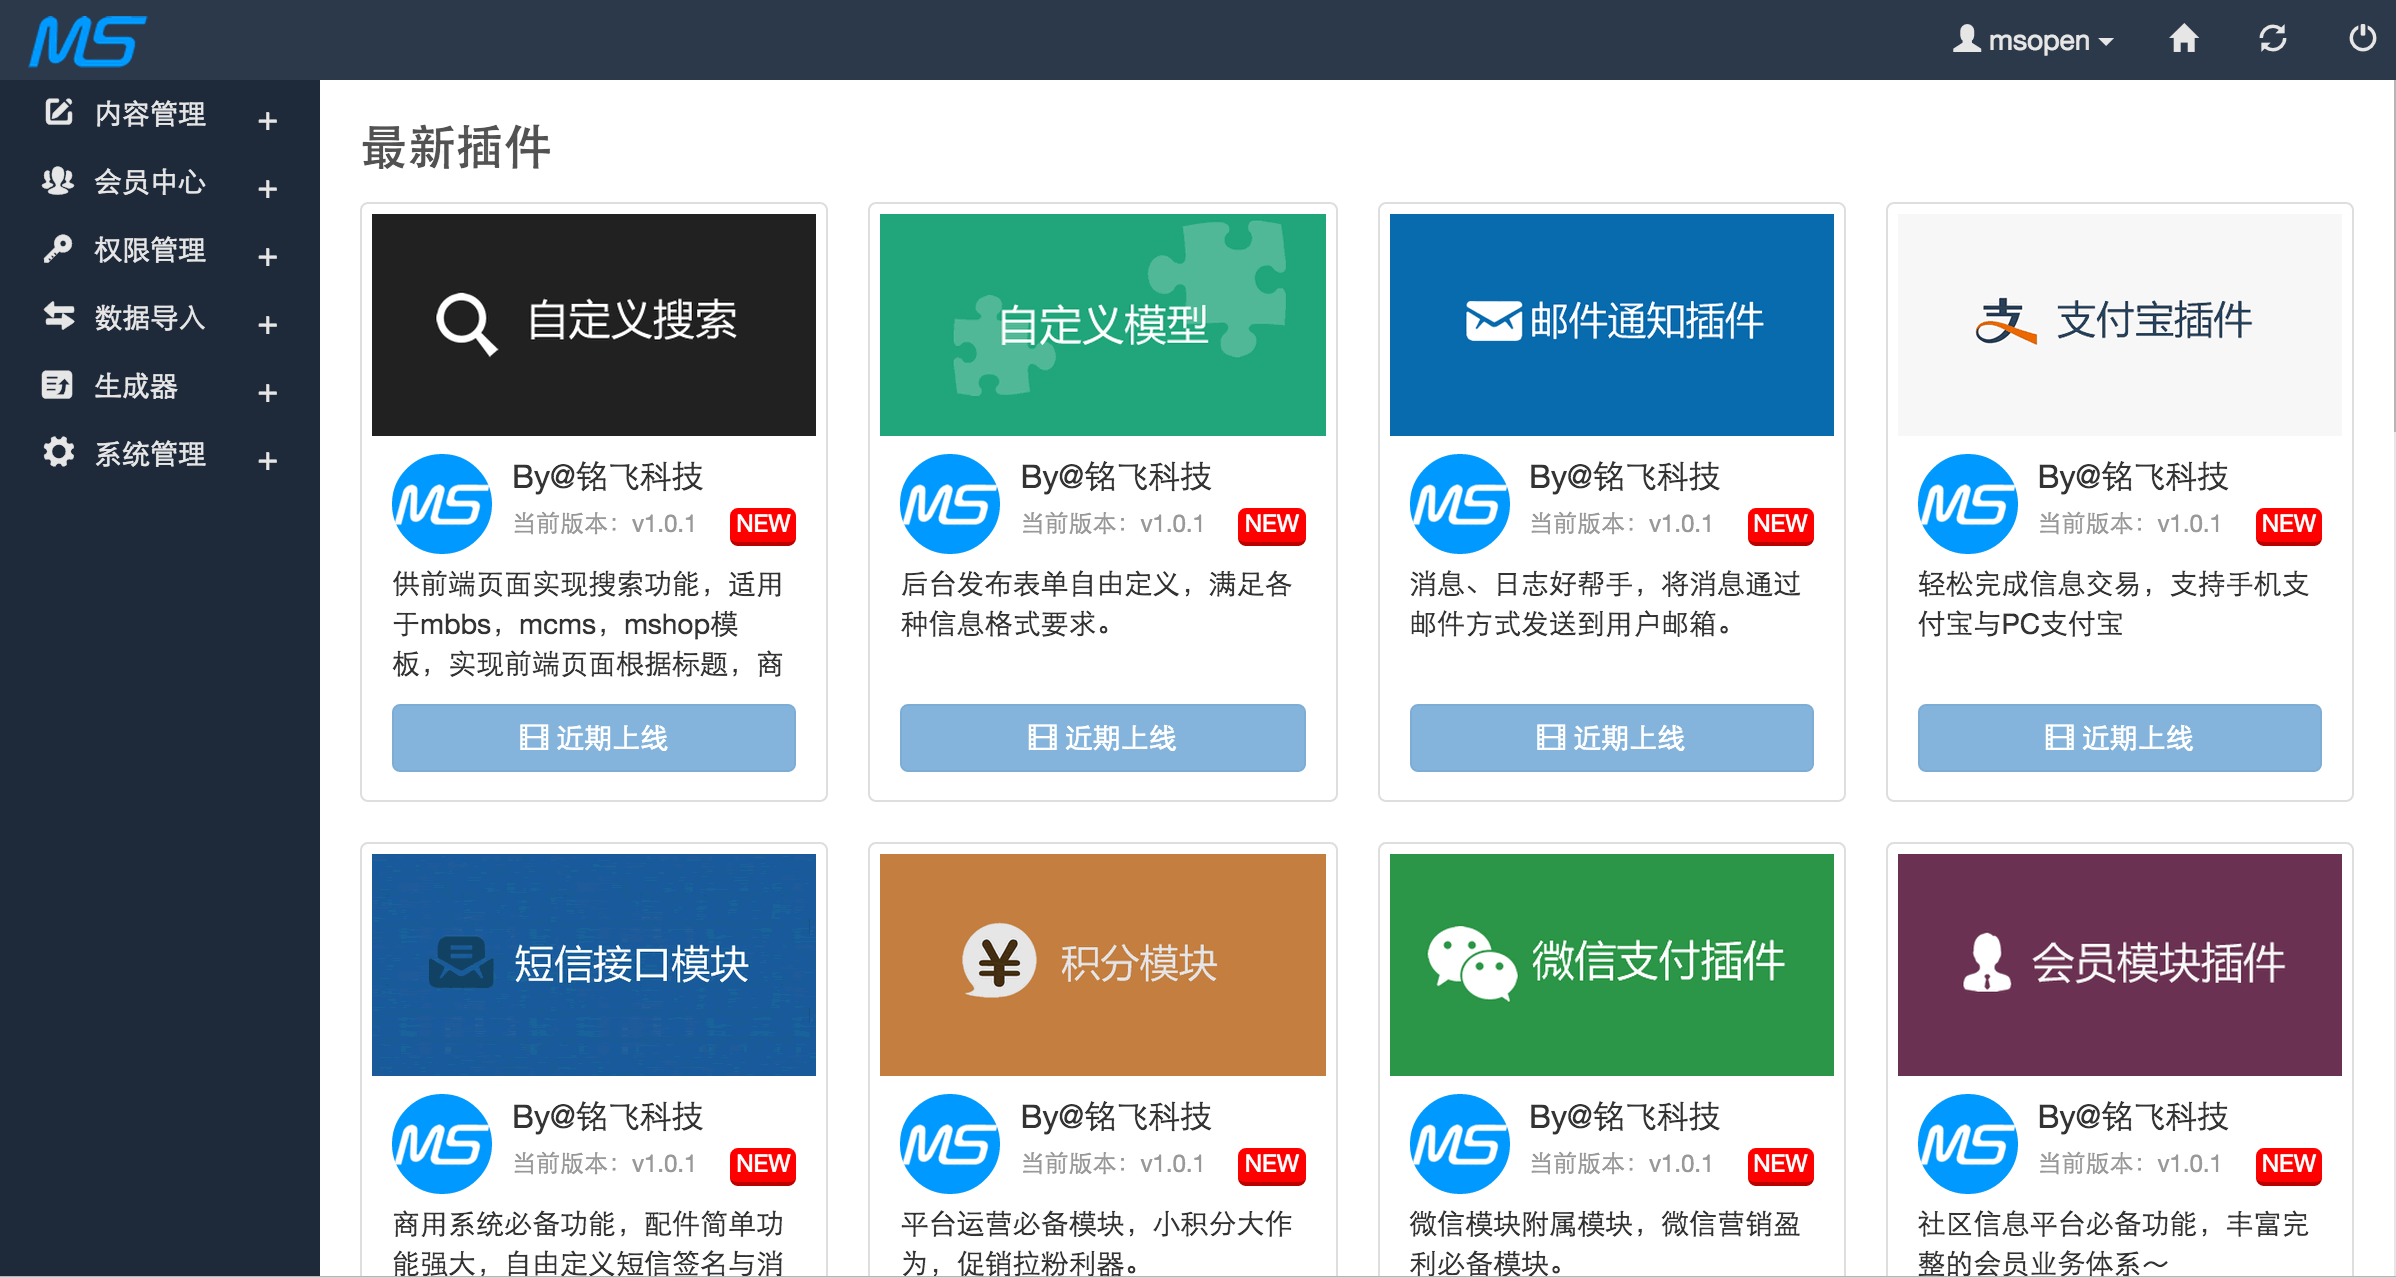 MS
msopen
内容管理
会员中心
权限管理
数据导入
生成器
系统管理
最新插件
自定义搜索
MS
By@铭飞科技
当前版本：v1.0.1
NEW
供前端页面实现搜索功能，适用
于mbbs，mcms，mshop模
板，实现前端页面根据标题，商
近期上线
自定义模型
MS
By@铭飞科技
当前版本：v1.0.1
NEW
后台发布表单自由定义，满足各
种信息格式要求。
近期上线
邮件通知插件
MS
By@铭飞科技
当前版本：v1.0.1
NEW
消息、日志好帮手，将消息通过
邮件方式发送到用户邮箱。
近期上线
支 支付宝插件
MS
By@铭飞科技
当前版本：v1.0.1
NEW
轻松完成信息交易，支持手机支
付宝与PC支付宝
近期上线
短信接口模块
MS
By@铭飞科技
当前版本：v1.0.1
NEW
商用系统必备功能，配件简单功
能强大，自由定义短信签名与消
¥ 积分模块
MS
By@铭飞科技
当前版本：v1.0.1
NEW
平台运营必备模块，小积分大作
为，促销拉粉利器。
微信支付插件
MS
By@铭飞科技
当前版本：v1.0.1
NEW
微信模块附属模块，微信营销盈
利必备模块。
会员模块插件
MS
By@铭飞科技
当前版本：v1.0.1
NEW
社区信息平台必备功能，丰富完
整的会员业务体系～